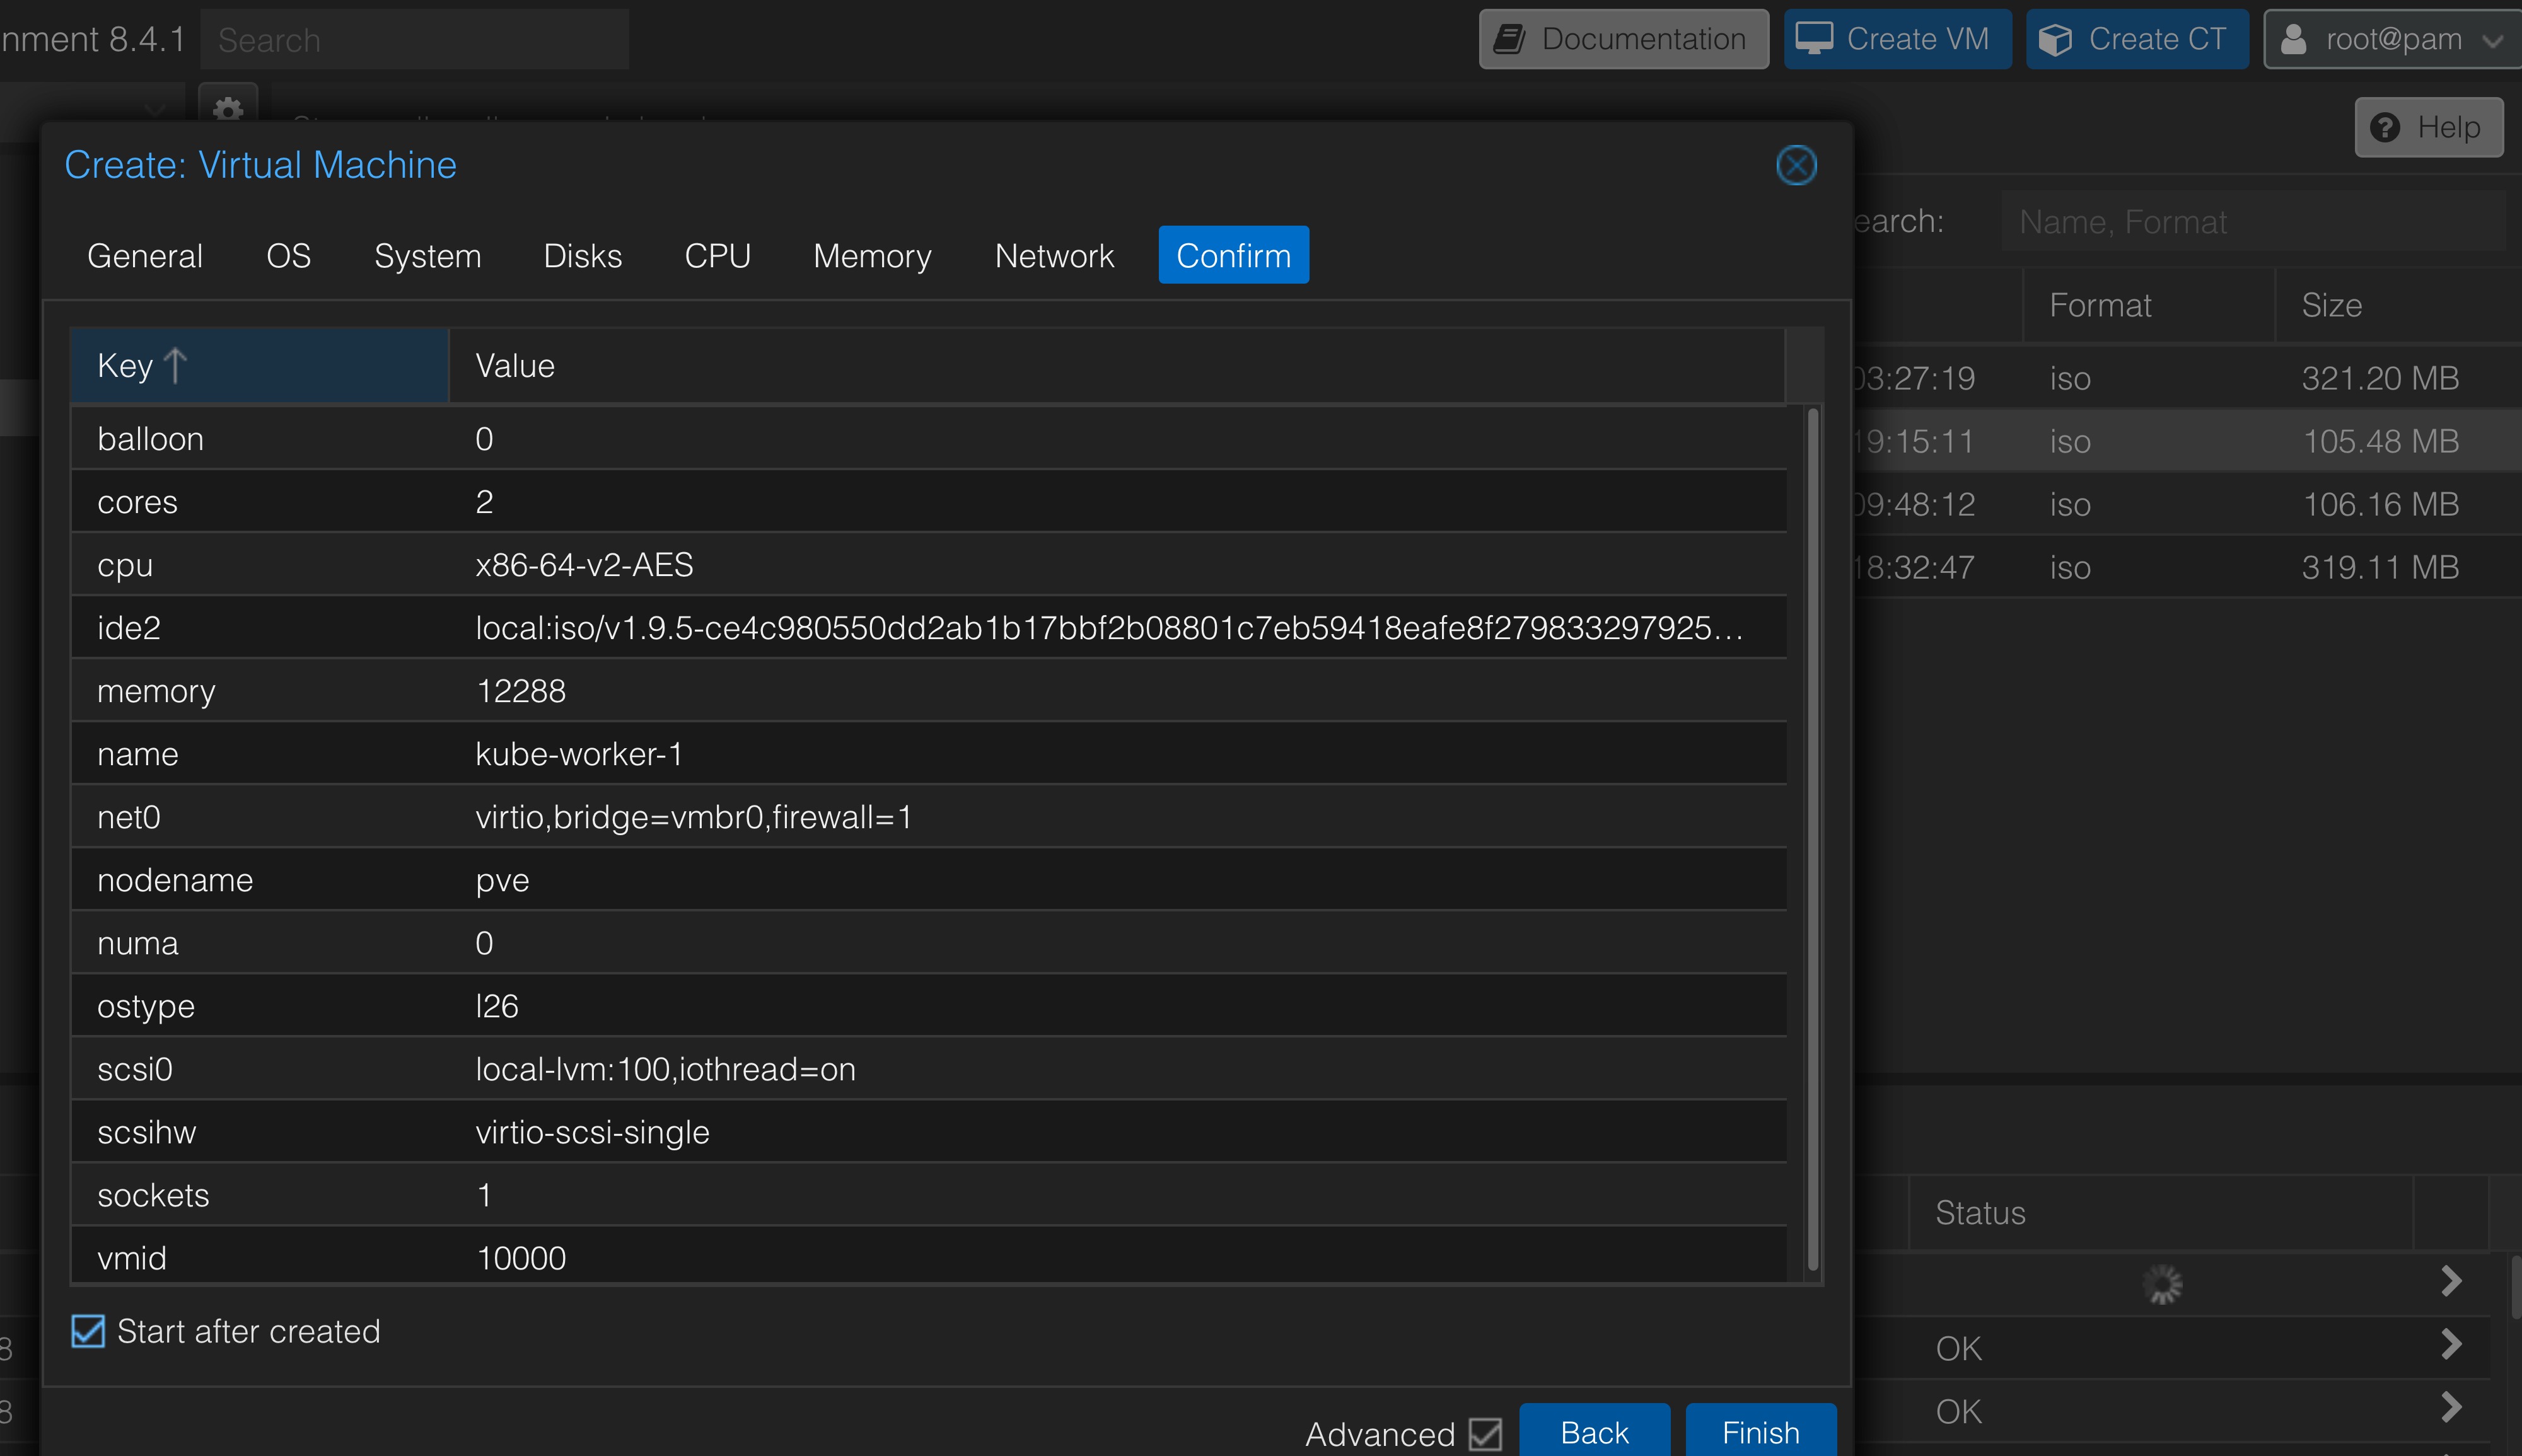 nment 8.4.1
Search
Documentation
Create VM
Create CT
root@pam
Help
Create: Virtual Machine
General OS System Disks CPU Memory Network Confirm
earch: Name, Format
Format Size
03:27:19 iso 321.20 MB
19:15:11 iso 105.48 MB
09:48:12 iso 106.16 MB
18:32:47 iso 319.11 MB
Key Value
balloon 0
cores 2
cpu x86-64-v2-AES
ide2 local:iso/v1.9.5-ce4c980550dd2ab1b17bbf2b08801c7eb59418eafe8f279833297925...
memory 12288
name kube-worker-1
net0 virtio,bridge=vmbr0,firewall=1
nodename pve
numa 0
ostype l26
scsi0 local-lvm:100,iothread=on
scsihw virtio-scsi-single
sockets 1
vmid 10000
Start after created
Status
8 OK
8 OK
Advanced Back Finish